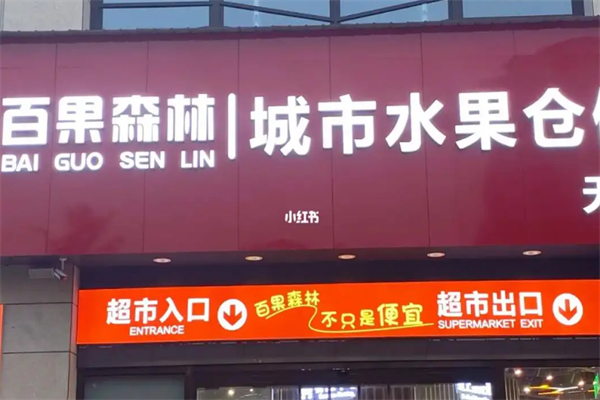 百果森林 | 城市水果仓
BAI GUO SEN LIN
小红书
超市入口
ENTRANCE
百果森林
不只是便宜
超市出口
SUPERMARKET EXIT